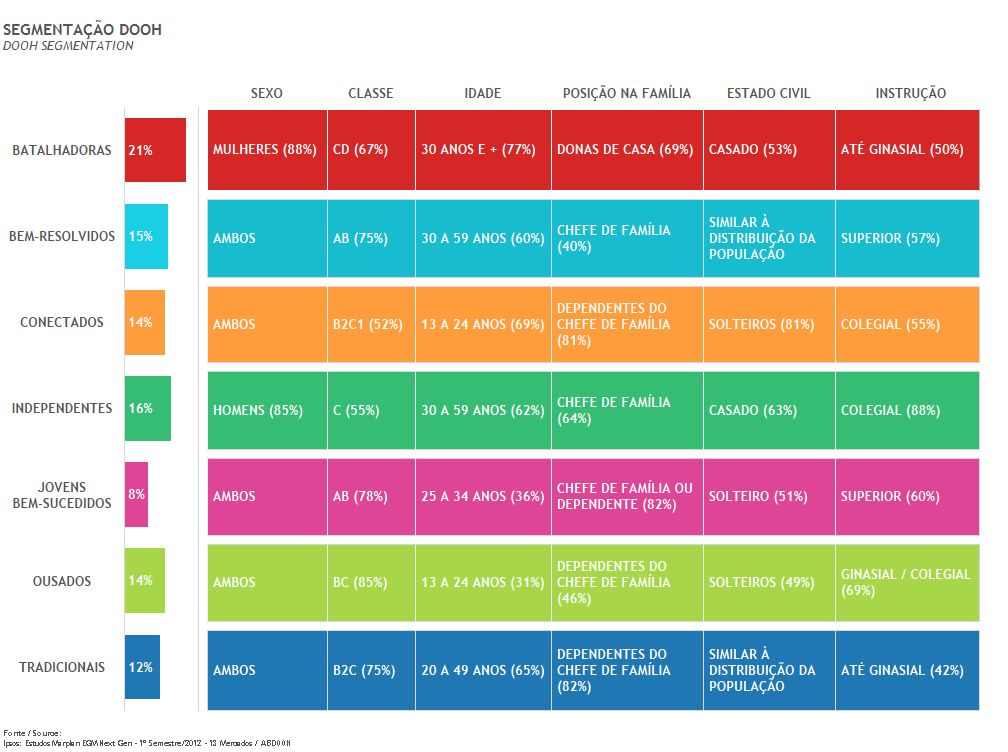 SEGMENTAÇÃO DOOH
DOOH SEGMENTATION
SEXO CLASSE IDADE POSIÇÃO NA FAMÍLIA ESTADO CIVIL INSTRUÇÃO
BATALHADORAS 21% MULHERES (88%) CD (67%) 30 ANOS E + (77%) DONAS DE CASA (69%) CASADO (53%) ATÉ GINASIAL (50%)
BEM-RESOLVIDOS 15% AMBOS AB (75%) 30 A 59 ANOS (60%)
CHEFE DE FAMÍLIA
(40%)
SIMILAR À
DISTRIBUIÇÃO DA
POPULAÇÃO
SUPERIOR (57%)
CONECTADOS 14% AMBOS B2C1 (52%) 13 A 24 ANOS (69%)
DEPENDENTES DO
CHEFE DE FAMÍLIA
(81%)
SOLTEIROS (81%) COLEGIAL (55%)
INDEPENDENTES 16% HOMENS (85%) C (55%) 30 A 59 ANOS (62%)
CHEFE DE FAMÍLIA
(64%)
CASADO (63%) COLEGIAL (88%)
JOVENS
BEM-SUCEDIDOS
8% AMBOS AB (78%) 25 A 34 ANOS (36%)
CHEFE DE FAMÍLIA OU
DEPENDENTE (82%)
SOLTEIRO (51%) SUPERIOR (60%)
OUSADOS 14% AMBOS BC (85%) 13 A 24 ANOS (31%)
DEPENDENTES DO
CHEFE DE FAMÍLIA
(46%)
SOLTEIROS (49%)
GINASIAL / COLEGIAL
(69%)
TRADICIONAIS 12% AMBOS B2C (75%) 20 A 49 ANOS (65%)
DEPENDENTES DO
CHEFE DE FAMÍLIA
(82%)
SIMILAR À
DISTRIBUIÇÃO DA
POPULAÇÃO
ATÉ GINASIAL (42%)
Fonte / Source:
Ipsos: Estudos Marplan EGM Next Gen - 1º Semestre/2012 - 13 Mercados / ABDOOH